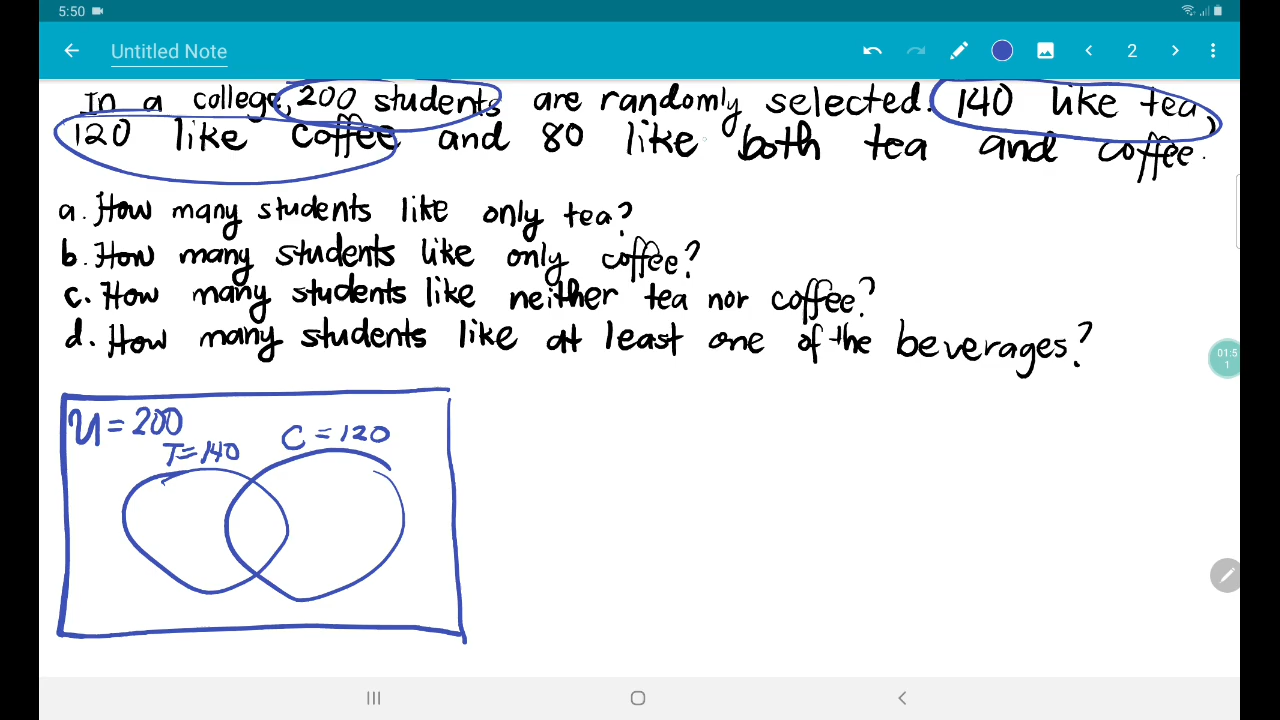 5:50
Untitled Note
2
In a college, 200 students are randomly selected. 140 like tea,
120 like coffee and 80 like both tea and coffee.
a. How many students like only tea?
b. How many students like only coffee?
c. How many students like neither tea nor coffee?
d. How many students like at least one of the beverages?
01:5
1
U = 200
T = 140
C = 120